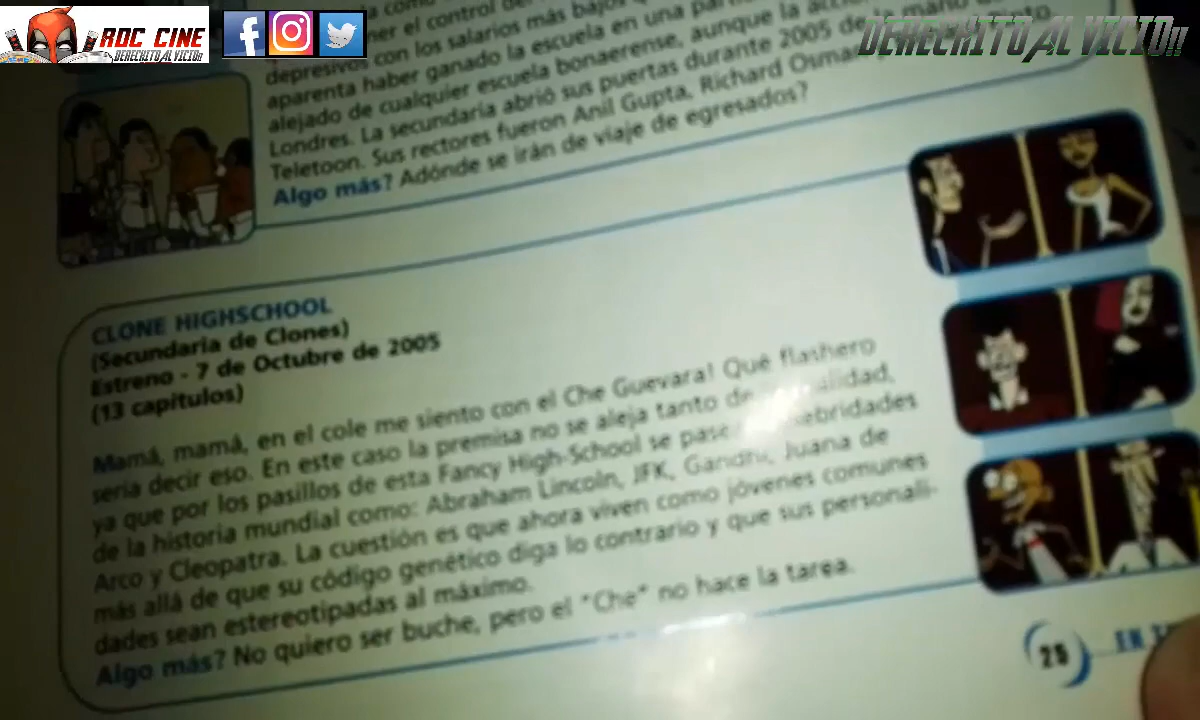 RDC CINE
DERECHITO AL VICIO!!
DERECHITO AL VICIO!!
ner el control de
depresivos con los salarios más bajos
aparenta haber ganado la escuela en una
alejado de cualquier escuela bonaerense, aunque la
Londres. La secundaria abrió sus puertas durante 2005 de
Teletoon. Sus rectores fueron Anil Gupta, Richard Osman
Algo más? Adónde se irán de viaje de egresados?
CLONE HIGHSCHOOL
(Secundaria de Clones)
Estreno - 7 de Octubre de 2005
(13 capitulos)
Mamá, mamá, en el cole me siento con el Che Guevara! Qué flashero
sería decir eso. En este caso la premisa no se aleja tanto de
ya que por los pasillos de esta Fancy High-School se
de la historia mundial como: Abraham Lincoln, JFK, Gandhi, Juana de
Arco y Cleopatra. La cuestión es que ahora viven como jóvenes comunes
más allá de que su código genético diga lo contrario y que sus personali-
dades sean estereotipadas al máximo.
Algo más? No quiero ser buche, pero el "Che" no hace la tarea.
25
EN